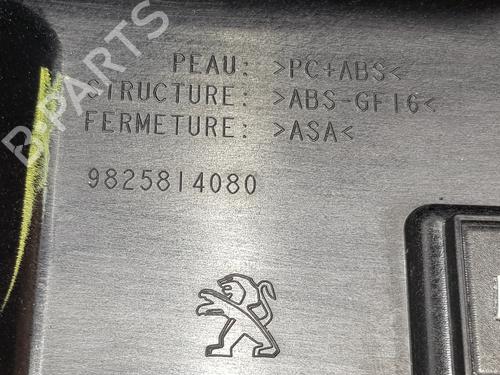 B-PARTS
PEAU: >PC+ABS<
STRUCTURE: >ABS-GF16<
FERMETURE: >ASA<
9825814080